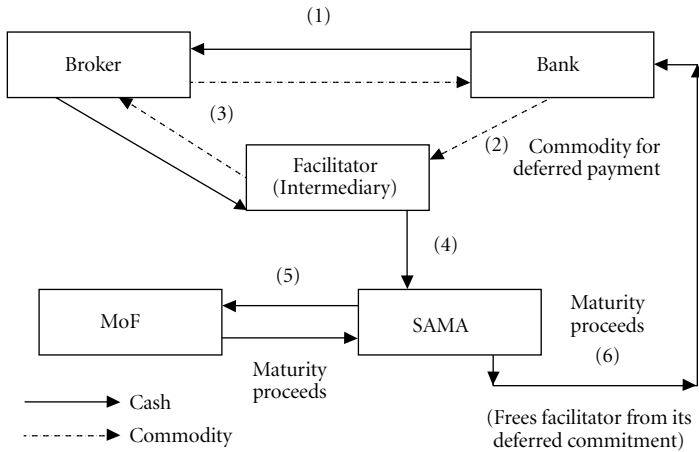 (1)
Broker
Bank
(3)
(2)
Commodity for
deferred payment
Facilitator
(Intermediary)
(4)
(5)
MoF
SAMA
Maturity
proceeds
(6)
Maturity
proceeds
Cash
Commodity
(Frees facilitator from its
deferred commitment)